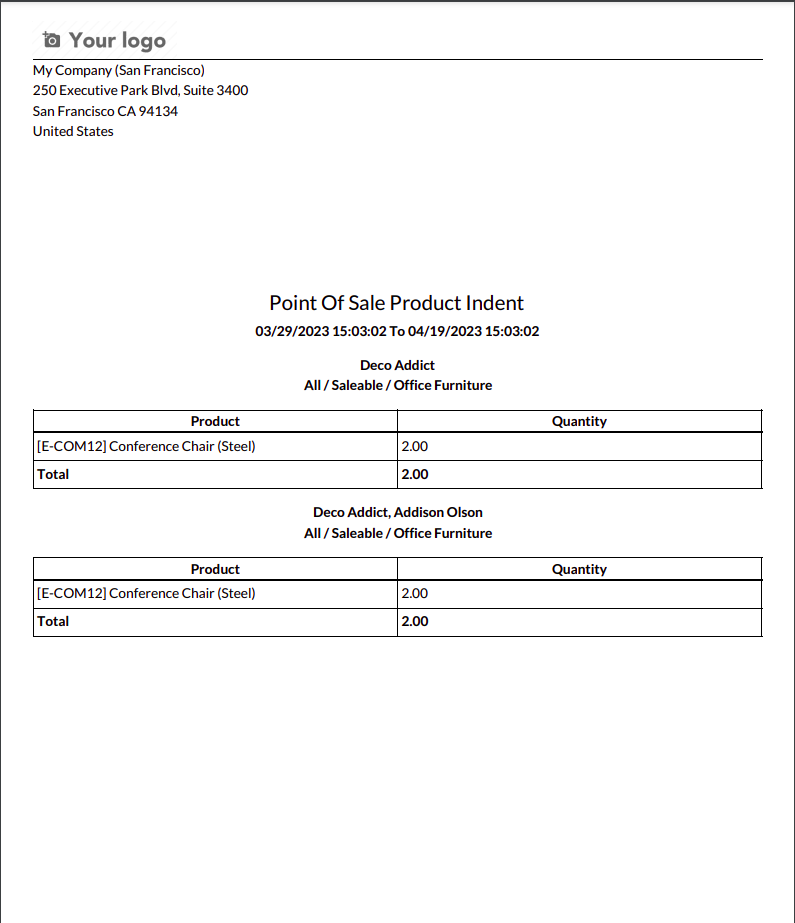 Your logo
My Company (San Francisco)
250 Executive Park Blvd, Suite 3400
San Francisco CA 94134
United States
Point Of Sale Product Indent
03/29/2023 15:03:02 To 04/19/2023 15:03:02
Deco Addict
All / Saleable / Office Furniture
Product Quantity
[E-COM12] Conference Chair (Steel) 2.00
Total 2.00
Deco Addict, Addison Olson
All / Saleable / Office Furniture
Product Quantity
[E-COM12] Conference Chair (Steel) 2.00
Total 2.00